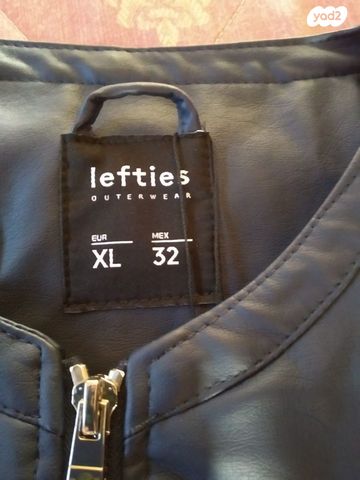 yad2
lefties
OUTERWEAR
EUR MEX
XL 32